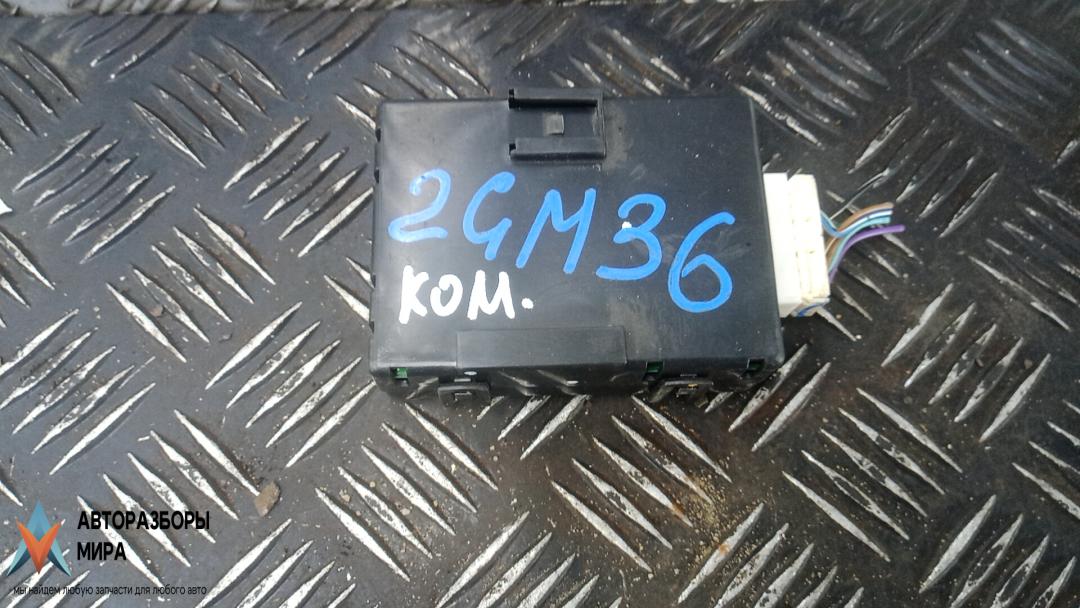 2GM36
КОМ.
АВТОРАЗБОРЫ
МИРА
мы найдем любую запчасти для любого авто